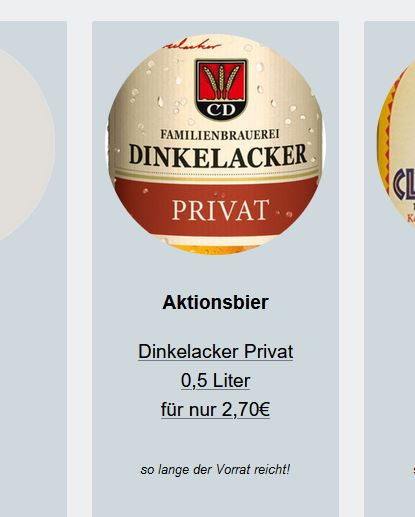 CD
FAMILIENBRAUEREI
DINKELACKER
PRIVAT
Aktionsbier
Dinkelacker Privat
0,5 Liter
für nur 2,70€
so lange der Vorrat reicht!